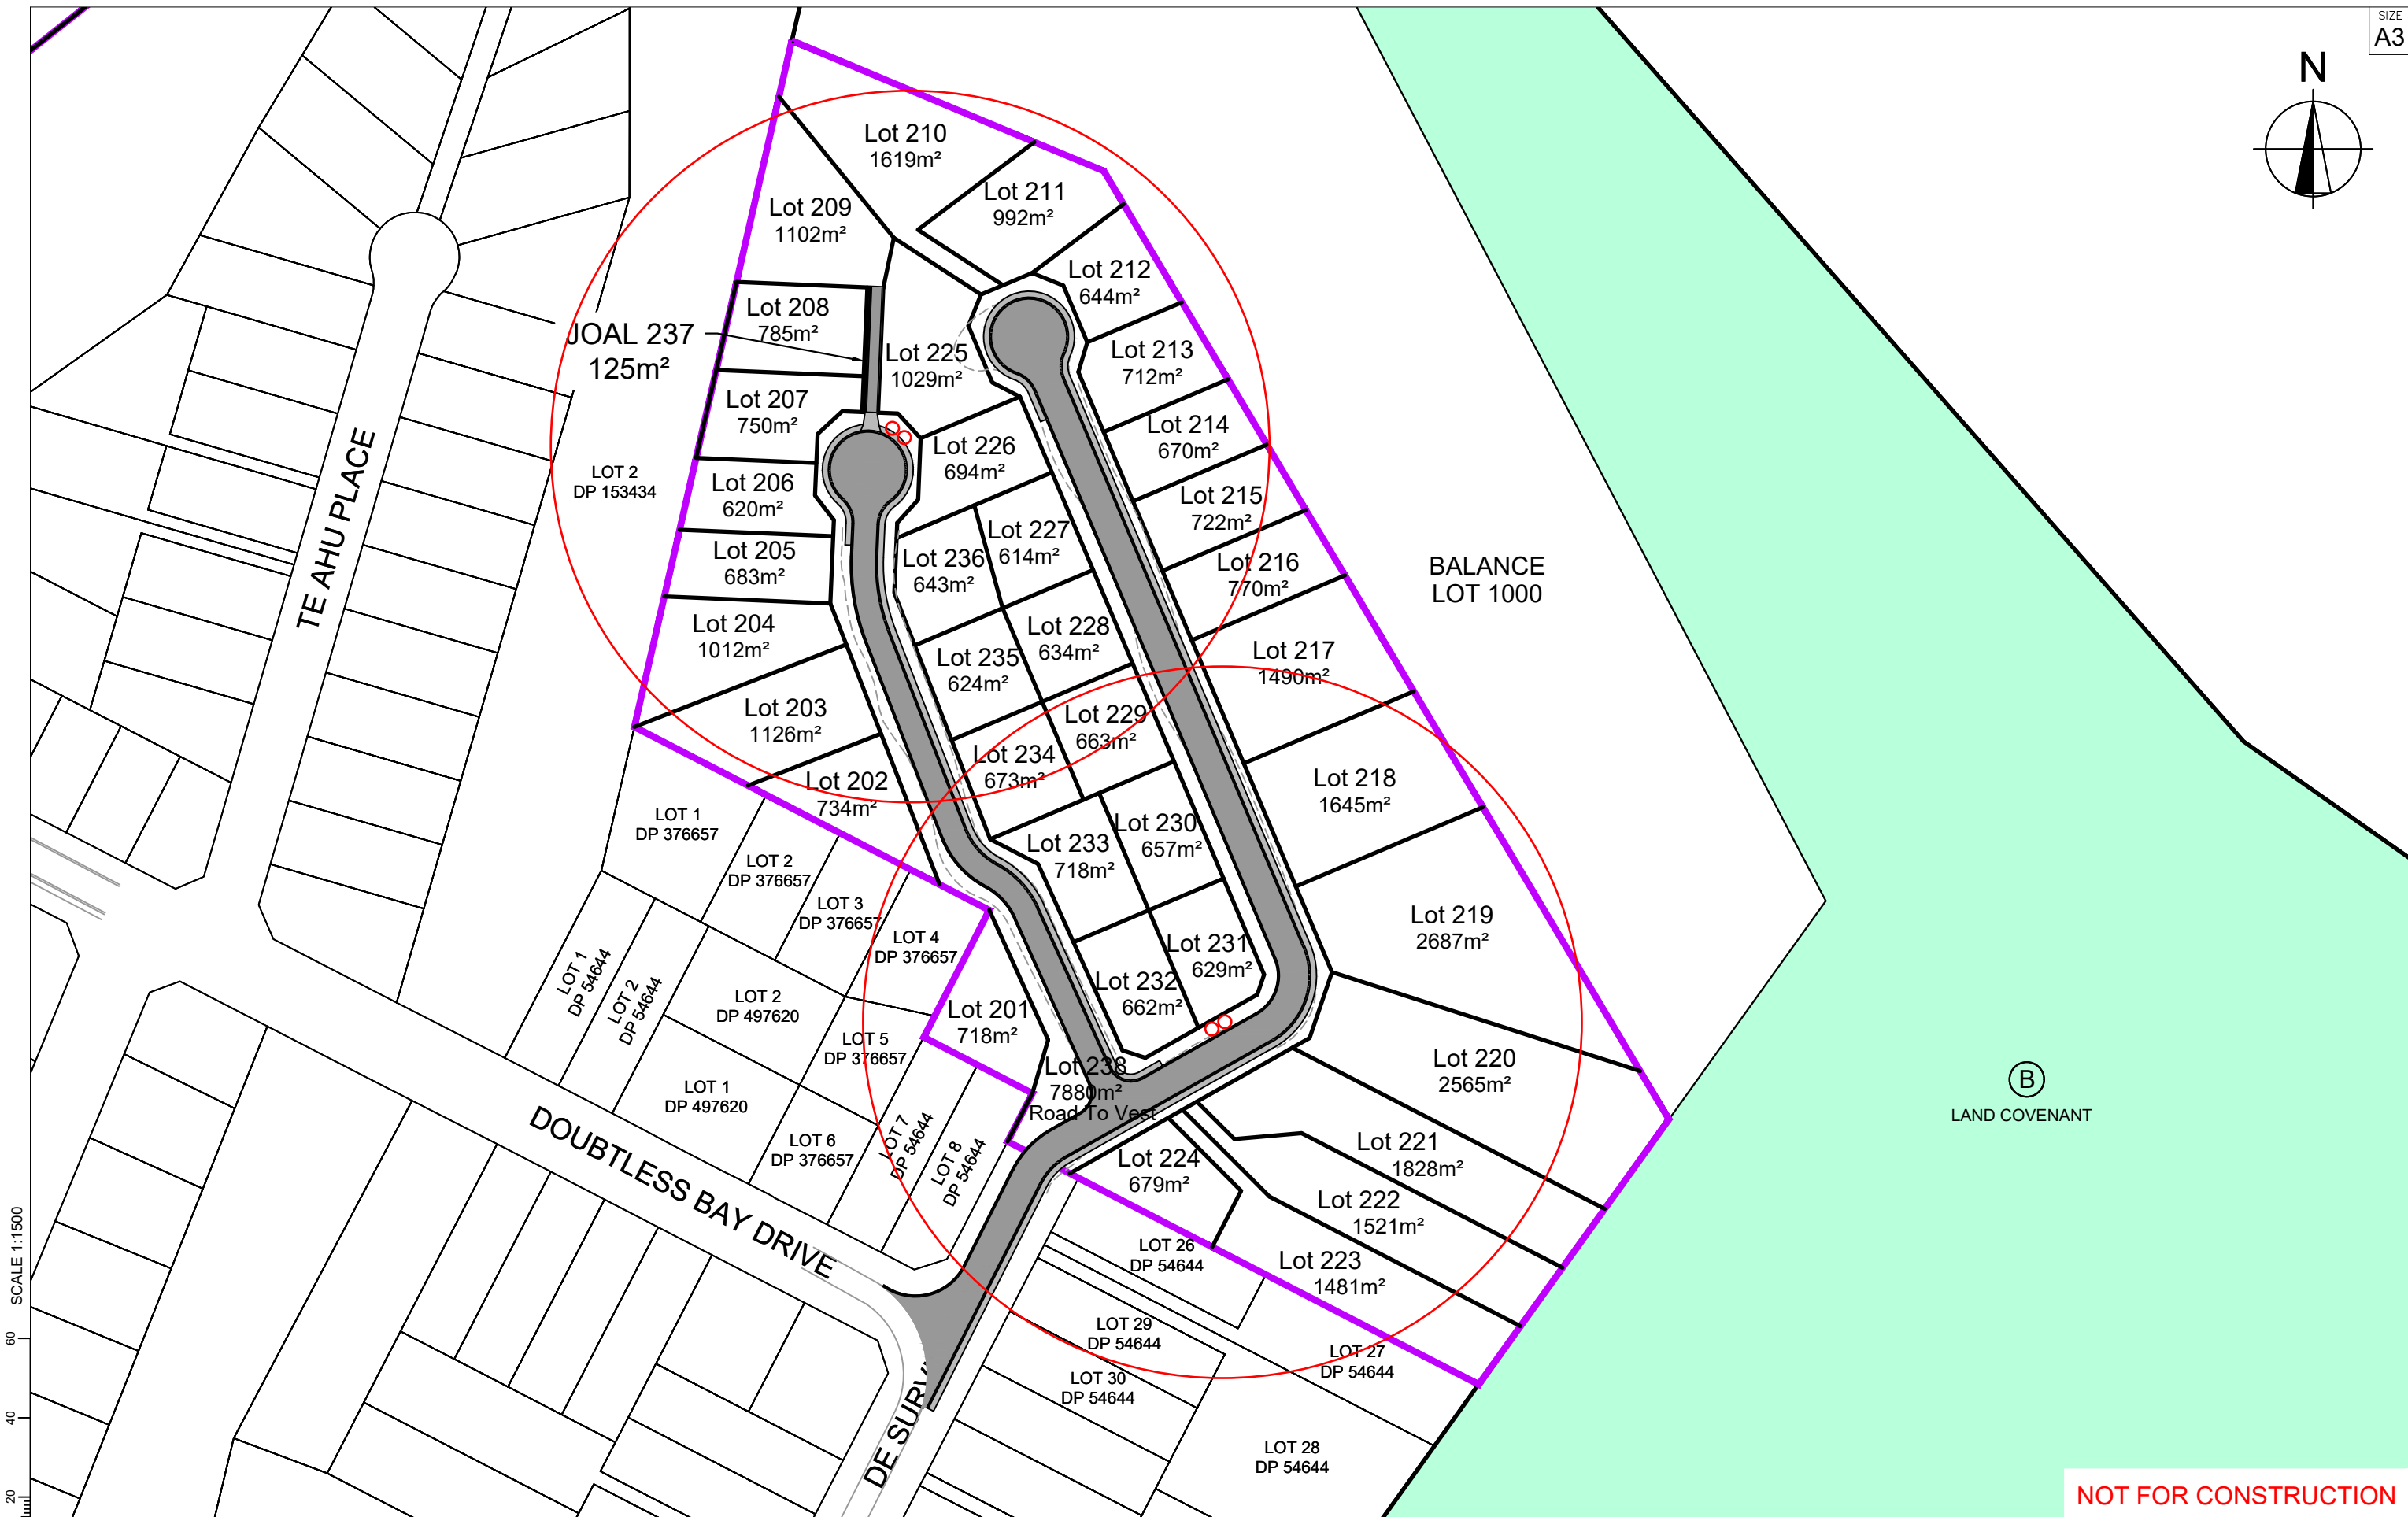 SIZE
A3
N
Lot 210
1619m²
Lot 211
992m²
Lot 209
1102m²
Lot 212
644m²
Lot 208
785m²
JOAL 237
125m²
Lot 225
1029m²
Lot 213
712m²
Lot 207
750m²
Lot 214
670m²
Lot 226
694m²
LOT 2
DP 153434
Lot 206
620m²
Lot 215
722m²
Lot 227
614m²
Lot 205
683m²
Lot 236
643m²
Lot 216
770m²
BALANCE
LOT 1000
TE AHU PLACE
Lot 204
1012m²
Lot 228
634m²
Lot 235
624m²
Lot 217
1490m²
Lot 203
1126m²
Lot 229
663m²
Lot 234
673m²
Lot 202
734m²
Lot 218
1645m²
LOT 1
DP 376657
LOT 2
DP 376657
Lot 233
718m²
Lot 230
657m²
LOT 3
DP 376657
LOT 4
DP 376657
Lot 219
2687m²
Lot 231
629m²
LOT 1
DP 54644
LOT 2
DP 54644
LOT 2
DP 497620
Lot 232
662m²
Lot 201
718m²
LOT 5
DP 376657
Lot 238
7880m²
Road To Vest
Lot 220
2565m²
LOT 1
DP 497620
B
LAND COVENANT
LOT 6
DP 376657
LOT 7
DP 54644
LOT 8
DP 54644
Lot 221
1828m²
Lot 224
679m²
DOUBTLESS BAY DRIVE
Lot 222
1521m²
LOT 26
DP 54644
Lot 223
1481m²
LOT 29
DP 54644
LOT 27
DP 54644
LOT 30
DP 54644
DE SURV
LOT 28
DP 54644
SCALE 1:1500
60
40
20
NOT FOR CONSTRUCTION